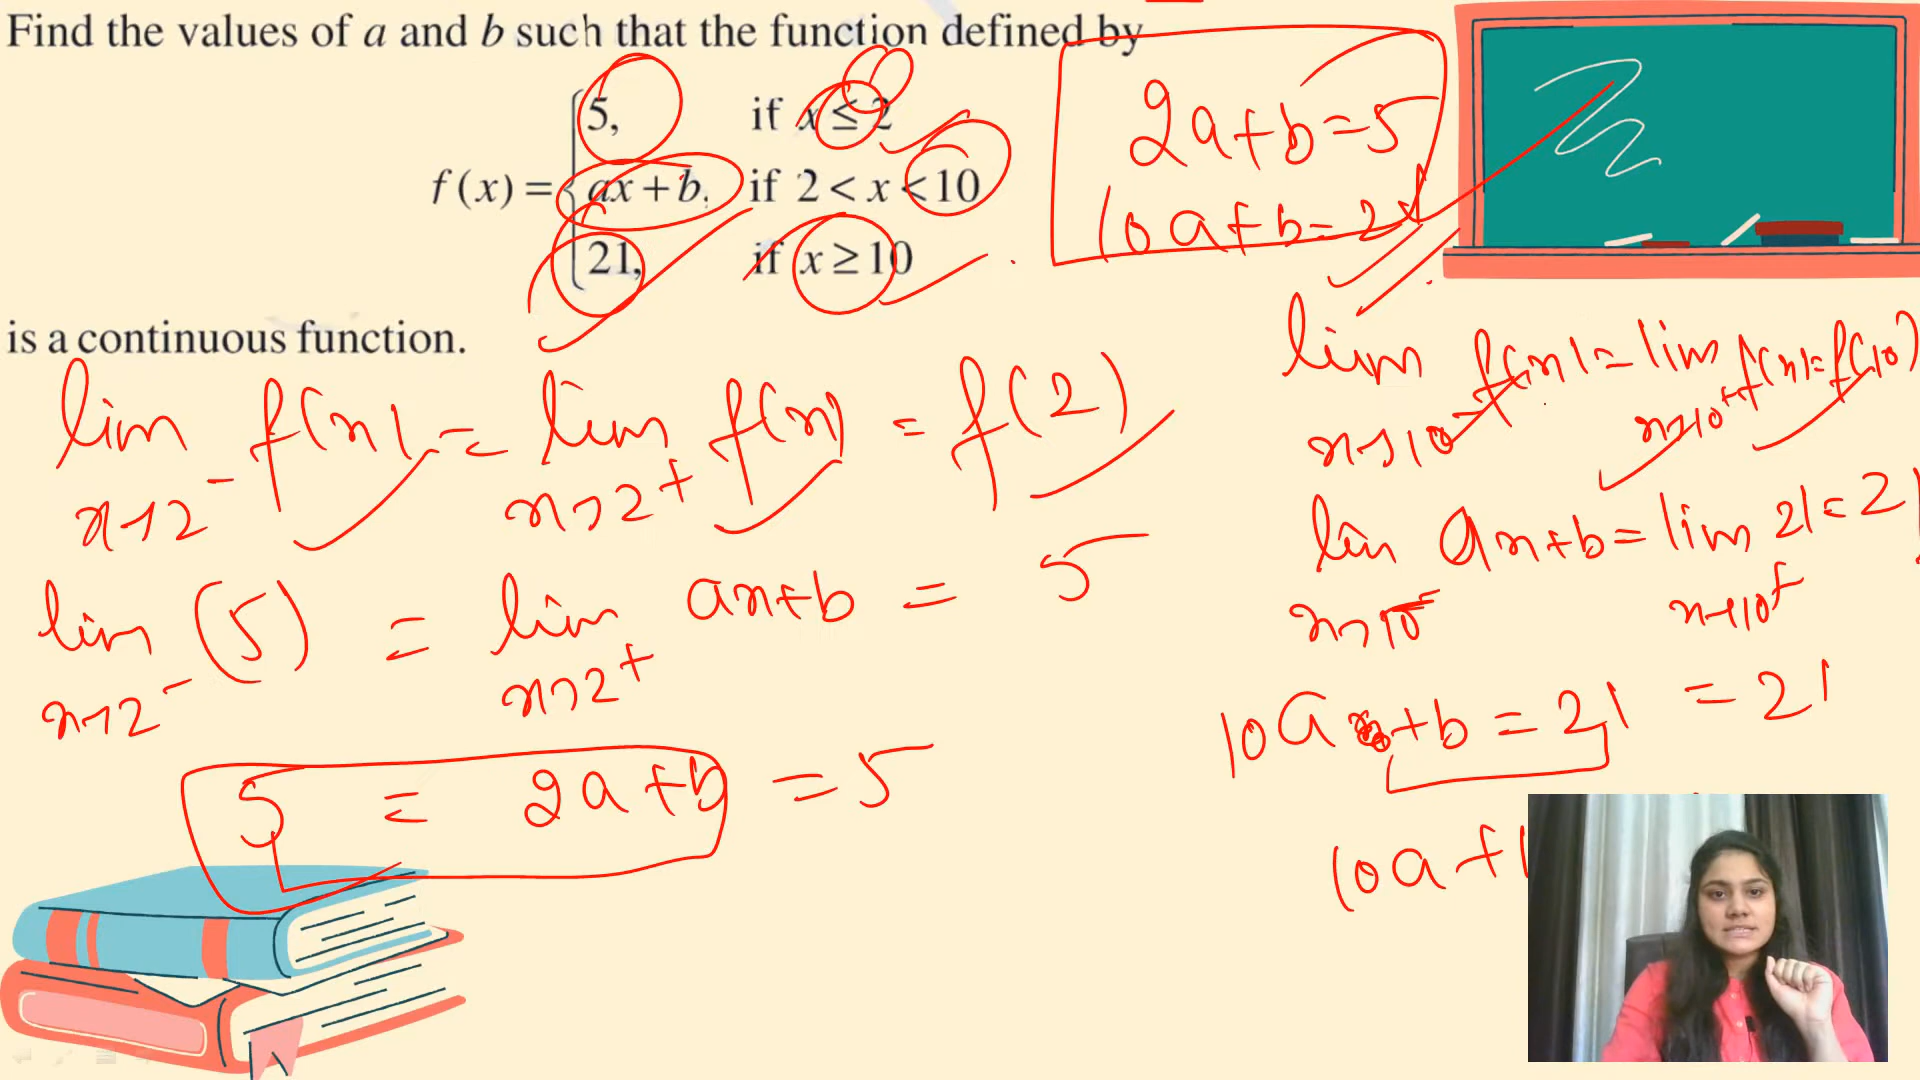 Find the values of a and b such that the function defined by
f (x) = { 5, if x ≤ 2
ax + b, if 2 < x < 10
21, if x ≥ 10
is a continuous function.
2a+b=5
10a+b=21
lim x→2⁻ f(x) = lim x→2⁺ f(x) = f(2)
lim x→2⁻ (5) = lim x→2⁺ ax+b = 5
5 = 2a+b = 5
lim x→10⁻ f(x) = lim x→10⁺ f(x) = f(10)
lim x→10⁻ ax+b = lim x→10⁺ 21 = 21
10a+b = 21 = 21
10a+